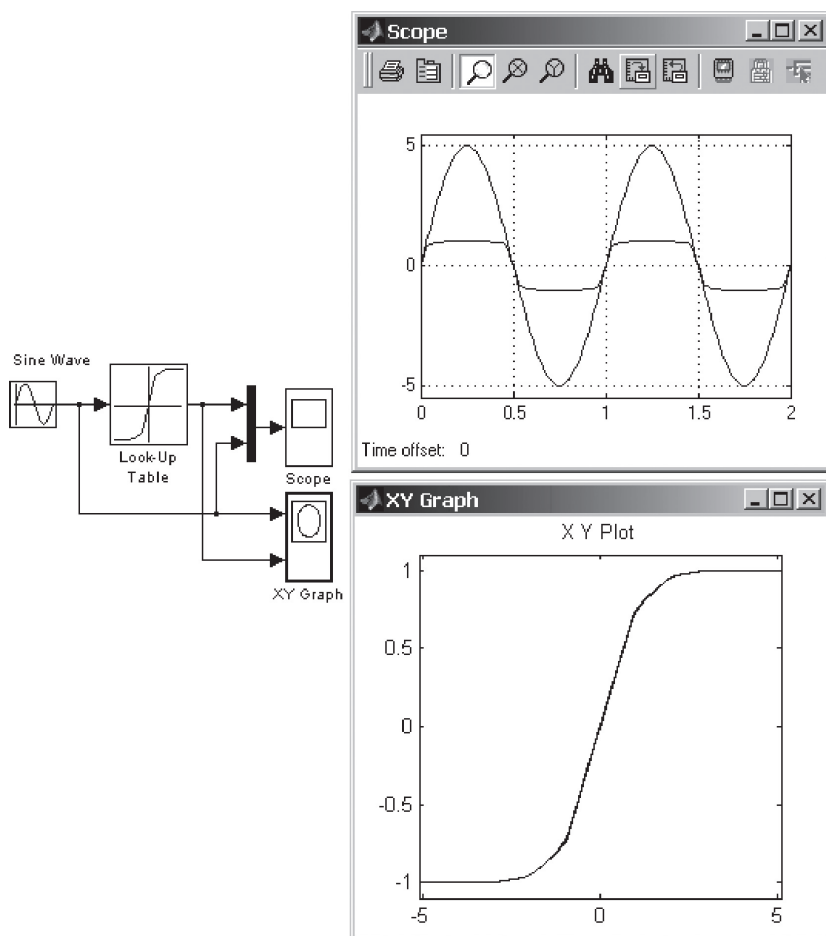 Scope
5
0
-5
0 0.5 1 1.5 2
Time offset: 0
Sine Wave
Look-Up
Table
Scope
XY Graph
XY Graph
X Y Plot
1
0.5
0
-0.5
-1
-5 0 5